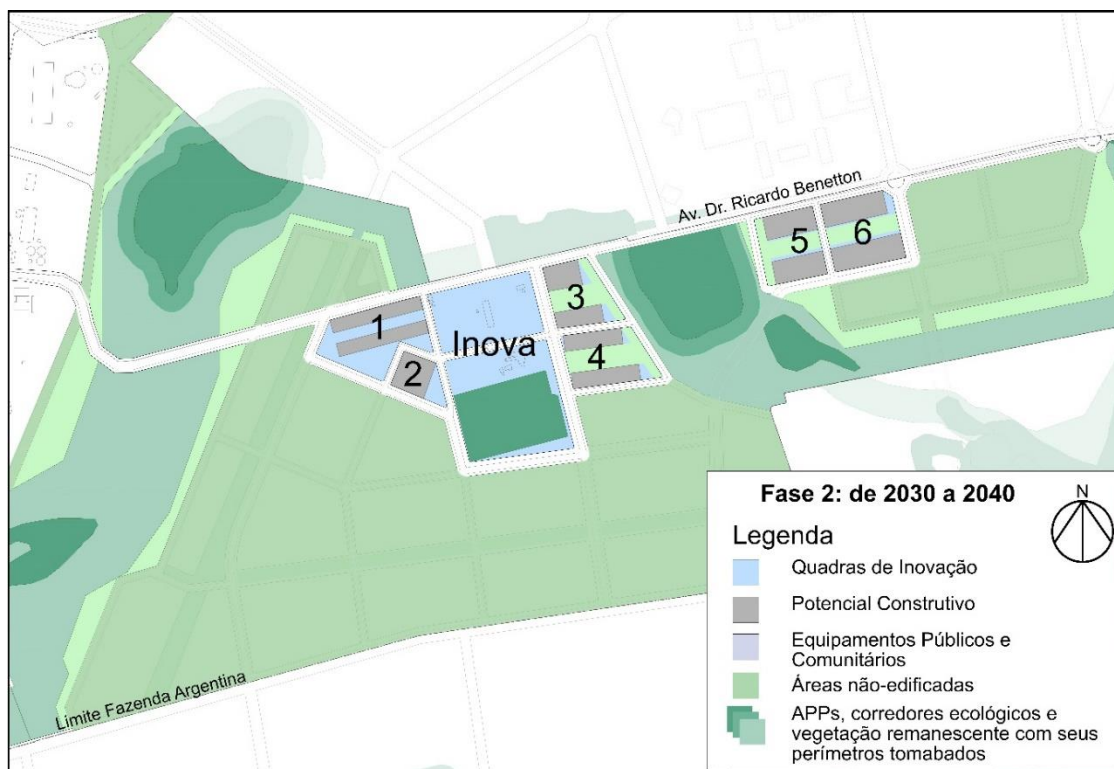 Av. Dr. Ricardo Benetton
1
2
Inova
3
4
5
6
Limite Fazenda Argentina
Fase 2: de 2030 a 2040
N
Legenda
Quadras de Inovação
Potencial Construtivo
Equipamentos Públicos e
Comunitários
Áreas não-edificadas
APPs, corredores ecológicos e
vegetação remanescente com seus
perímetros tomabados